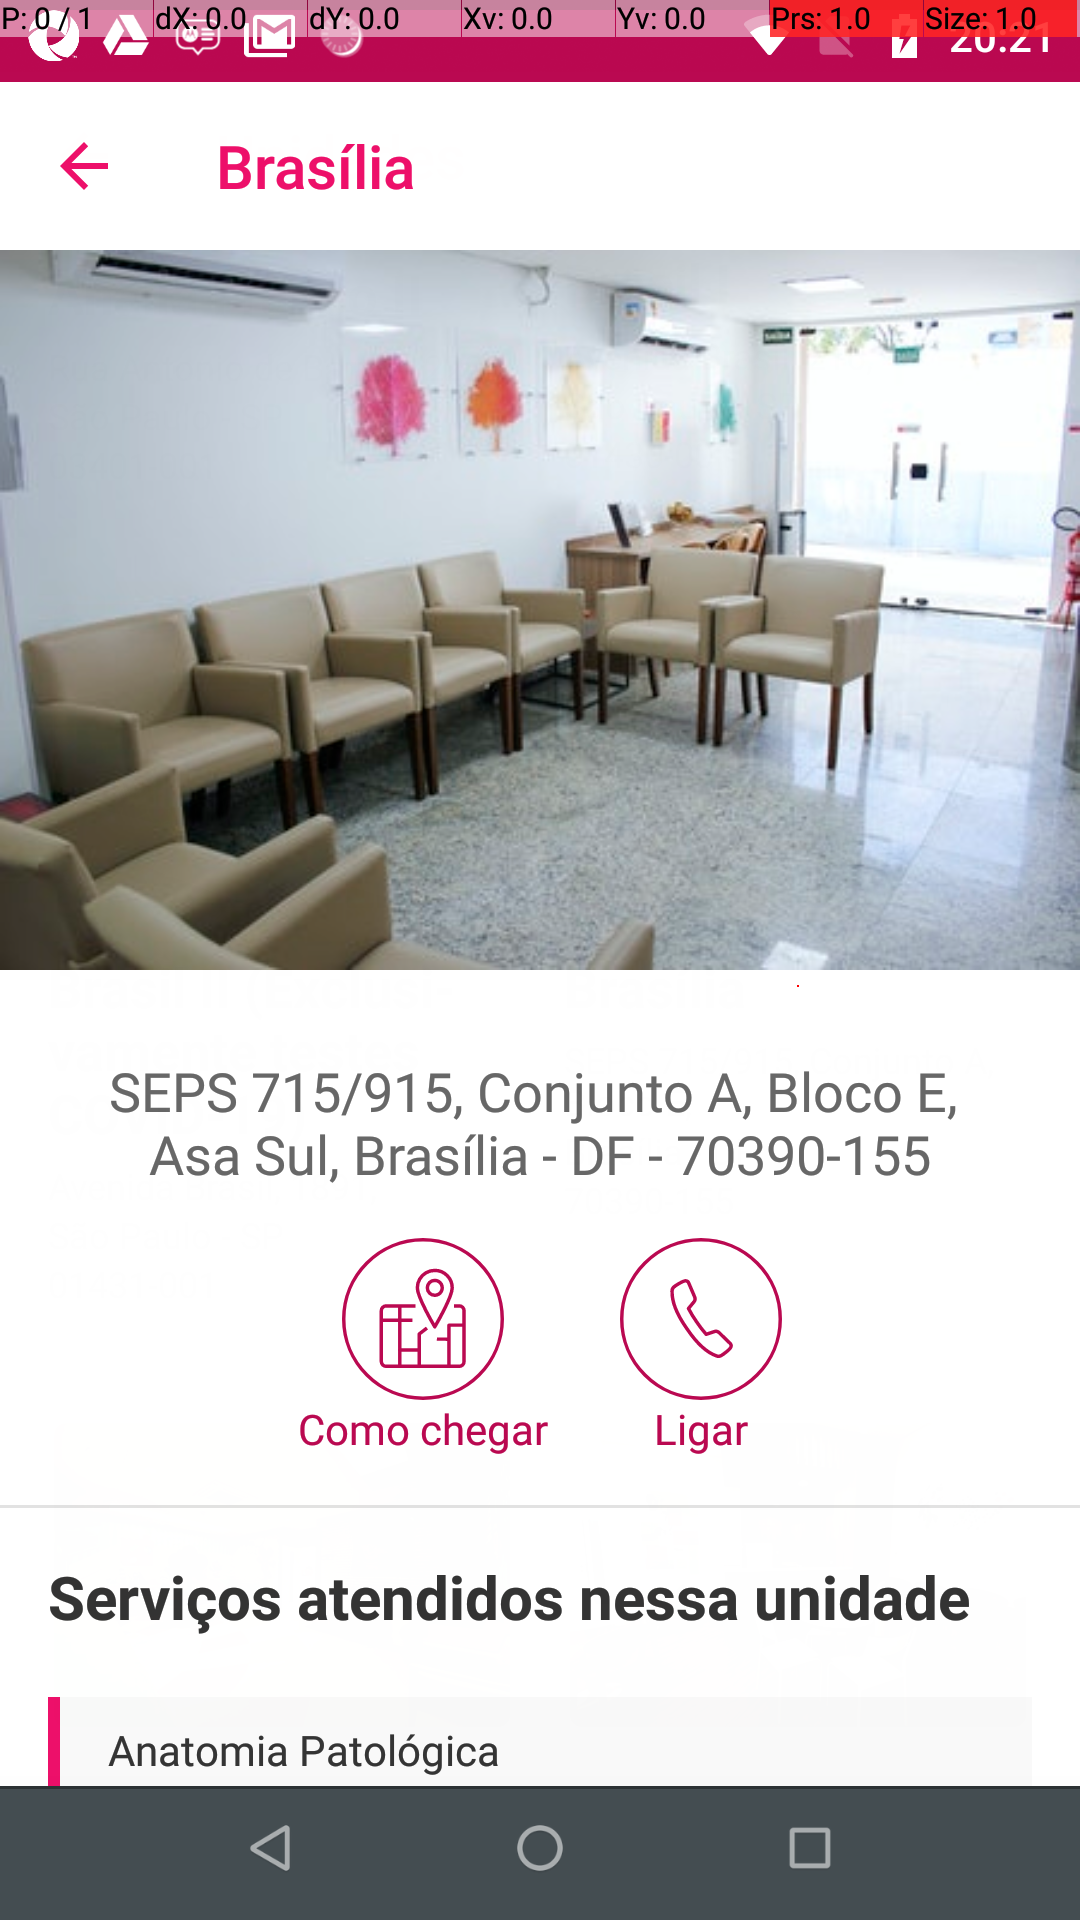 P: 0 / 1 dX: 0.0 dY: 0.0 Xv: 0.0 Yv: 0.0 Prs: 1.0 Size: 1.0
20:21
Brasília
SAÍDA
SEPS 715/915, Conjunto A, Bloco E,
Asa Sul, Brasília - DF - 70390-155
Como chegar Ligar
Serviços atendidos nessa unidade
Anatomia Patológica